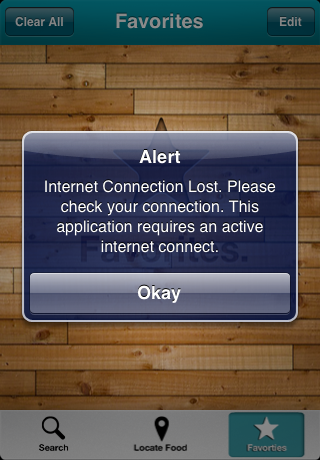 Clear All
Favorites
Edit
Alert
Internet Connection Lost. Please
check your connection. This
application requires an active
internet connect.
Favorites.
Okay
Search
Locate Food
Favorties